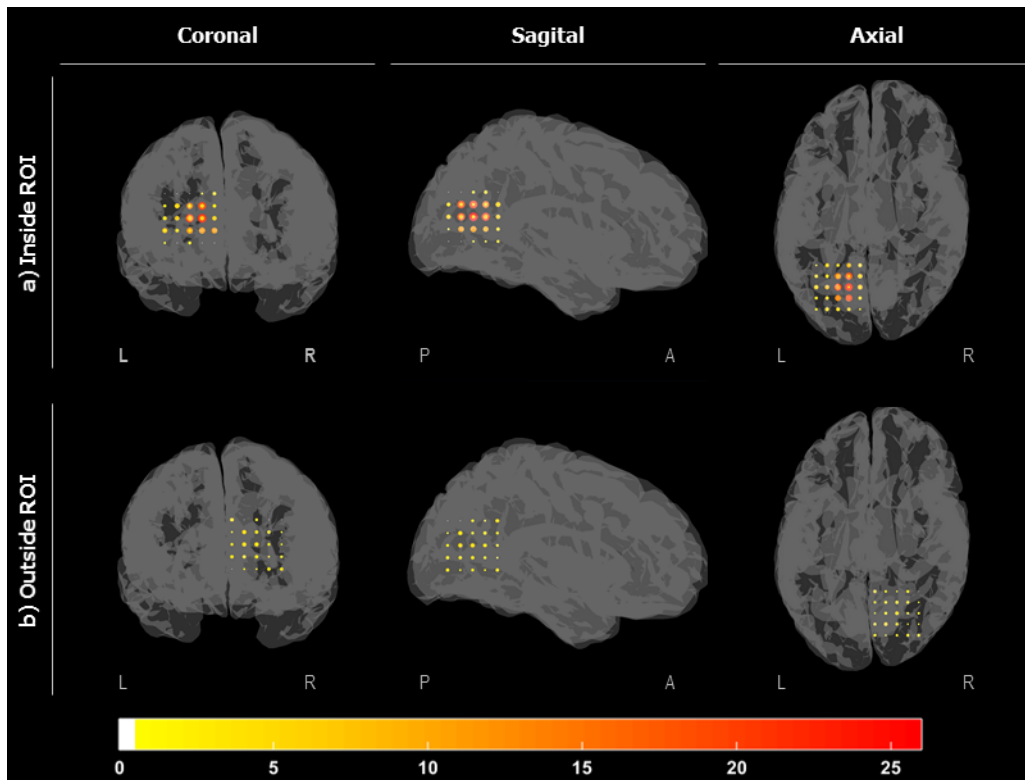 Coronal Sagital Axial
a) Inside ROI
L R P A L R
b) Outside ROI
L R P A L R
0 5 10 15 20 25